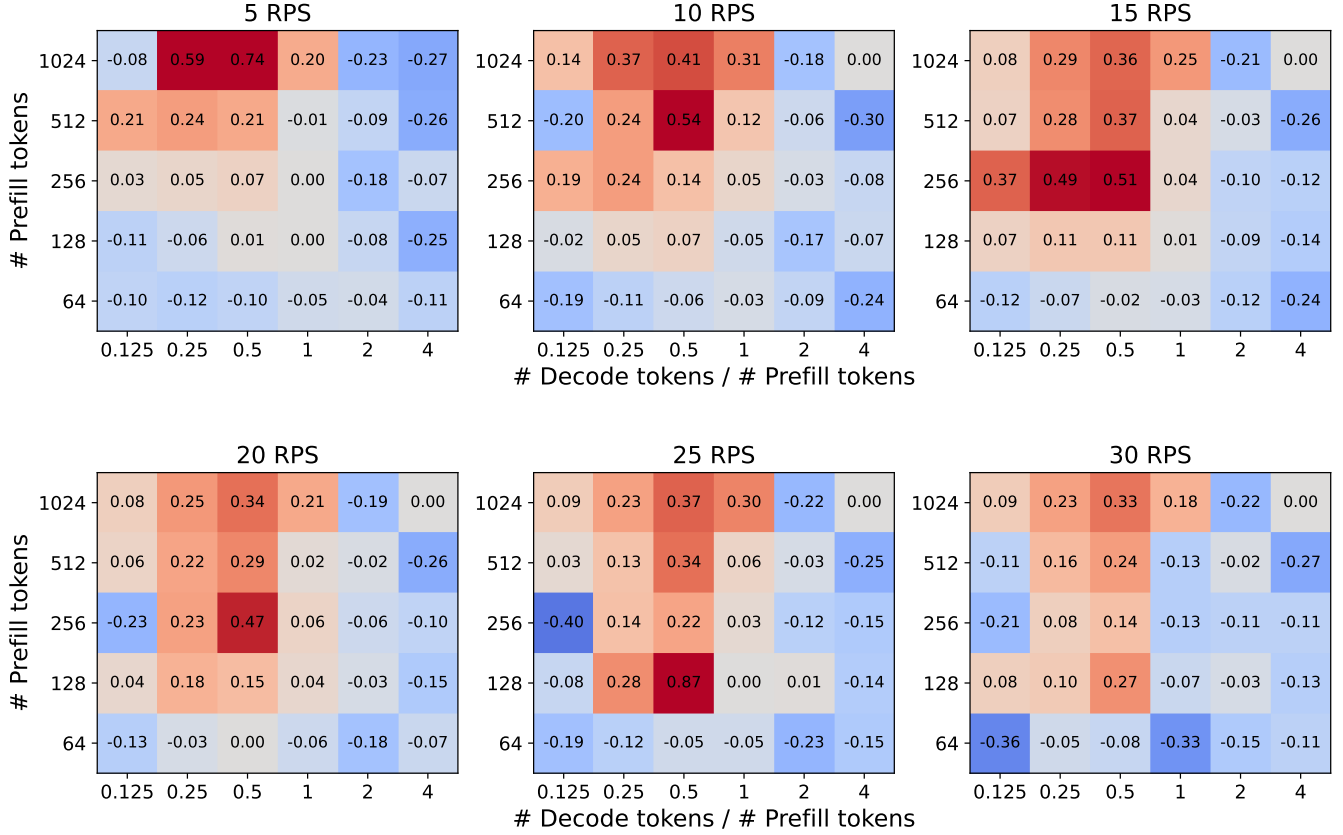 5 RPS 10 RPS 15 RPS
# Prefill tokens
1024 -0.08 0.59 0.74 0.20 -0.23 -0.27 1024 0.14 0.37 0.41 0.31 -0.18 0.00 1024 0.08 0.29 0.36 0.25 -0.21 0.00
512 0.21 0.24 0.21 -0.01 -0.09 -0.26 512 -0.20 0.24 0.54 0.12 -0.06 -0.30 512 0.07 0.28 0.37 0.04 -0.03 -0.26
256 0.03 0.05 0.07 0.00 -0.18 -0.07 256 0.19 0.24 0.14 0.05 -0.03 -0.08 256 0.37 0.49 0.51 0.04 -0.10 -0.12
128 -0.11 -0.06 0.01 0.00 -0.08 -0.25 128 -0.02 0.05 0.07 -0.05 -0.17 -0.07 128 0.07 0.11 0.11 0.01 -0.09 -0.14
64 -0.10 -0.12 -0.10 -0.05 -0.04 -0.11 64 -0.19 -0.11 -0.06 -0.03 -0.09 -0.24 64 -0.12 -0.07 -0.02 -0.03 -0.12 -0.24
0.125 0.25 0.5 1 2 4 0.125 0.25 0.5 1 2 4 0.125 0.25 0.5 1 2 4
# Decode tokens / # Prefill tokens
20 RPS 25 RPS 30 RPS
# Prefill tokens
1024 0.08 0.25 0.34 0.21 -0.19 0.00 1024 0.09 0.23 0.37 0.30 -0.22 0.00 1024 0.09 0.23 0.33 0.18 -0.22 0.00
512 0.06 0.22 0.29 0.02 -0.02 -0.26 512 0.03 0.13 0.34 0.06 -0.03 -0.25 512 -0.11 0.16 0.24 -0.13 -0.02 -0.27
256 -0.23 0.23 0.47 0.06 -0.06 -0.10 256 -0.40 0.14 0.22 0.03 -0.12 -0.15 256 -0.21 0.08 0.14 -0.13 -0.11 -0.11
128 0.04 0.18 0.15 0.04 -0.03 -0.15 128 -0.08 0.28 0.87 0.00 0.01 -0.14 128 0.08 0.10 0.27 -0.07 -0.03 -0.13
64 -0.13 -0.03 0.00 -0.06 -0.18 -0.07 64 -0.19 -0.12 -0.05 -0.05 -0.23 -0.15 64 -0.36 -0.05 -0.08 -0.33 -0.15 -0.11
0.125 0.25 0.5 1 2 4 0.125 0.25 0.5 1 2 4 0.125 0.25 0.5 1 2 4
# Decode tokens / # Prefill tokens